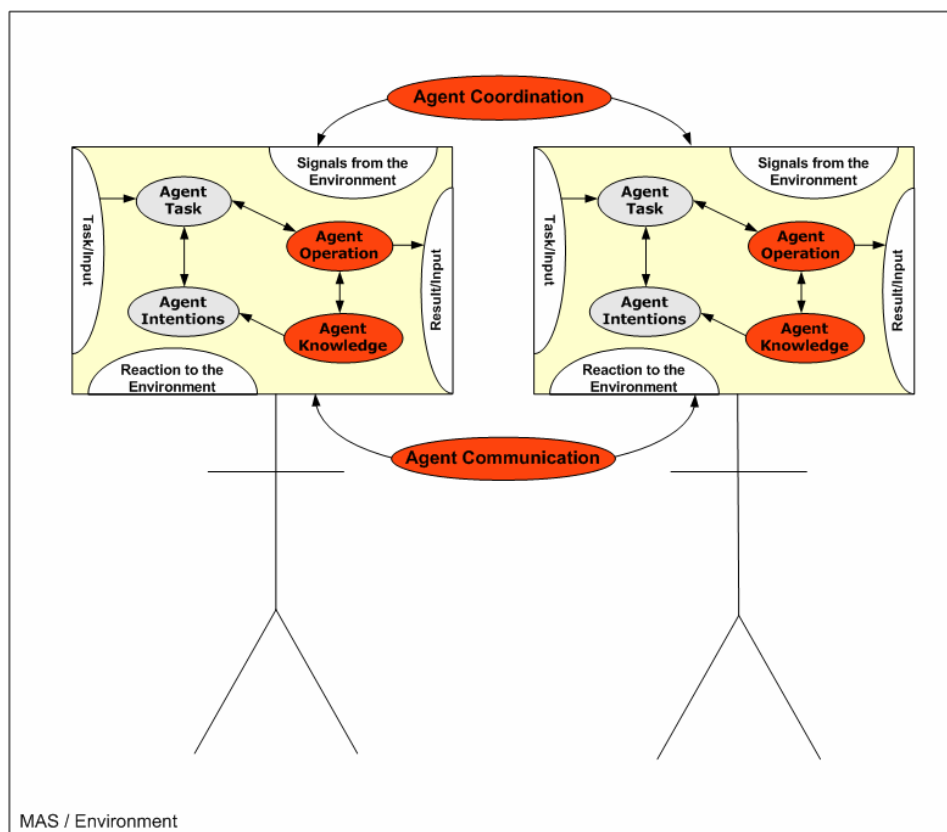 Agent Coordination
Signals from the
Environment
Task/Input
Agent
Task
Agent
Operation
Result/Input
Agent
Intentions
Agent
Knowledge
Reaction to the
Environment
Signals from the
Environment
Task/Input
Agent
Task
Agent
Operation
Result/Input
Agent
Intentions
Agent
Knowledge
Reaction to the
Environment
Agent Communication
MAS / Environment